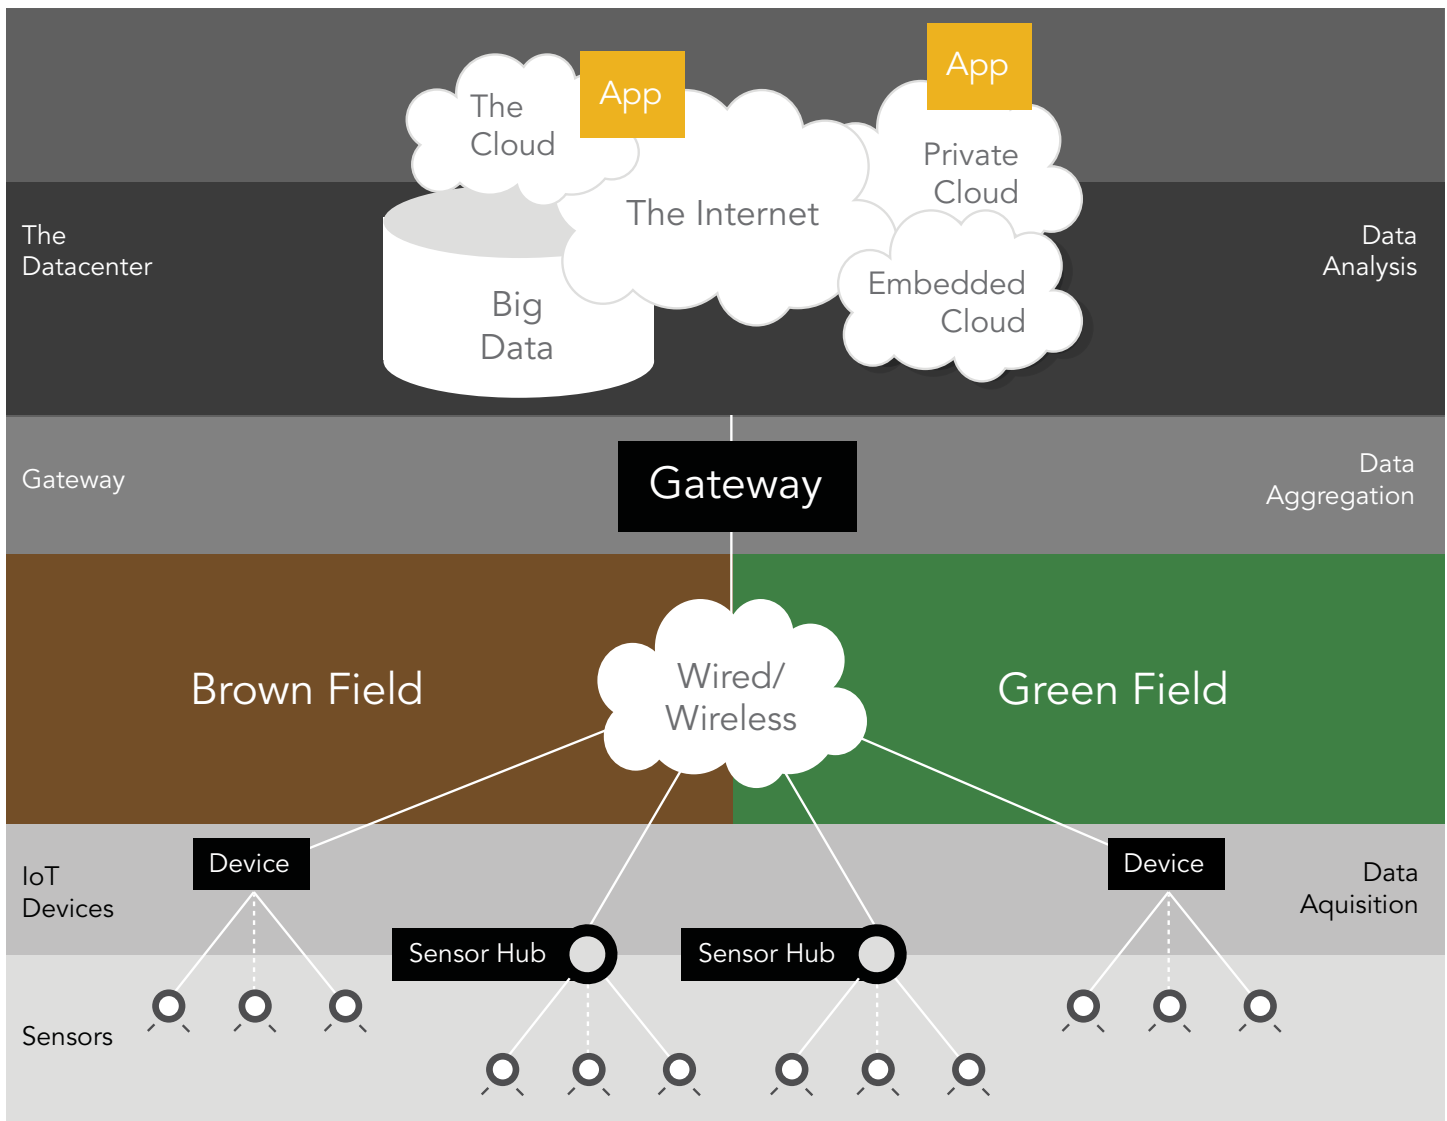 App
App
The
Cloud
Private
Cloud
The Internet
The
Datacenter
Data
Analysis
Embedded
Cloud
Big
Data
Gateway
Gateway
Data
Aggregation
Brown Field
Wired/
Wireless
Green Field
IoT
Devices
Device
Device
Data
Aquisition
Sensor Hub
Sensor Hub
Sensors